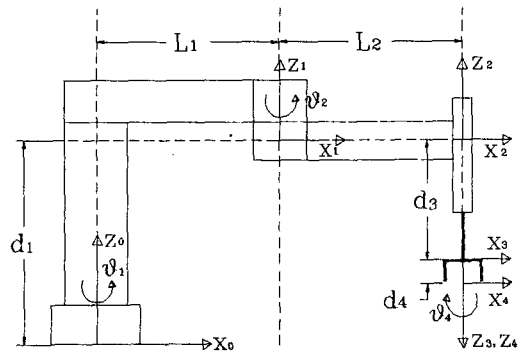 L1 L2
Z1 Z2
ϑ2
X1 X2
d1 d3
Z0
ϑ1
X3
d4 ϑ4 X4
X0 Z3, Z4